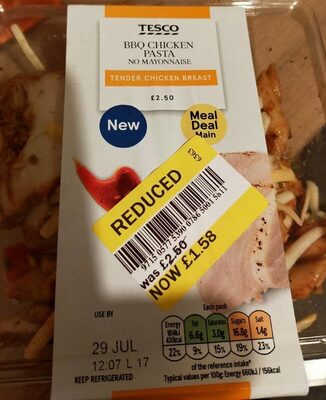 TESCO
BBQ CHICKEN
PASTA
NO MAYONNAISE
TENDER CHICKEN BREAST
£2.50
New
Meal
Deal
Main
REDUCED
was £2.50
NOW £1.58
USE BY
29 JUL
12:07 L 17
KEEP REFRIGERATED
Each pack
Energy Fat Saturates Sugars Salt
6.6g 3.0g 16.8g 1.4g
22% 9% 15% 19% 23%
of the reference intake*
Typical values per 100g: Energy 660kJ / 156kcal